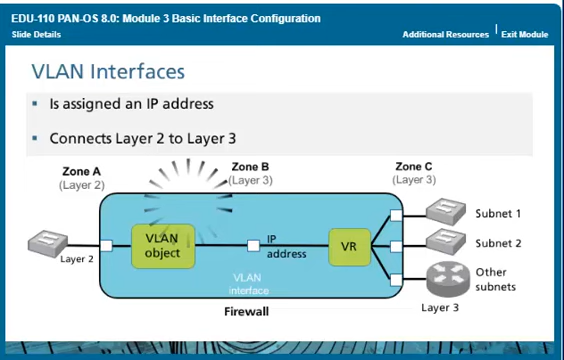 EDU-110 PAN-OS 8.0: Module 3 Basic Interface Configuration
Slide Details
Additional Resources | Exit Module
VLAN Interfaces
▪ Is assigned an IP address
▪ Connects Layer 2 to Layer 3
Zone A
(Layer 2)
Zone B
(Layer 3)
Zone C
(Layer 3)
Layer 2
VLAN
object
IP
address
VLAN
interface
VR
Subnet 1
Subnet 2
Other
subnets
Layer 3
Firewall